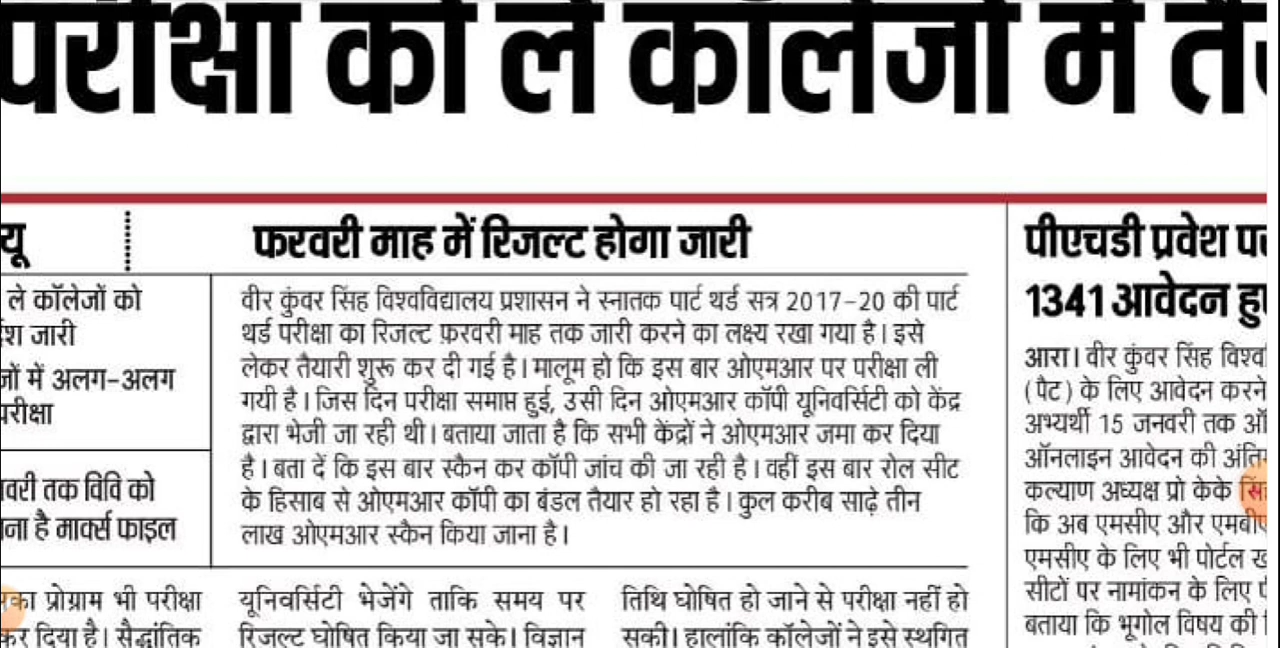 परीक्षा को ले कॉलेजों में
फरवरी माह में रिजल्ट होगा जारी
ले कॉलेजों को
जारी
में अलग-अलग
परीक्षा
तक विवि को
है मार्क्स फाइल
प्रोग्राम भी परीक्षा
कर दिया है। सैद्धांतिक
वीर कुंवर सिंह विश्वविद्यालय प्रशासन ने स्नातक पार्ट थर्ड सत्र 2017-20 की पार्ट
थर्ड परीक्षा का रिजल्ट फ़रवरी माह तक जारी करने का लक्ष्य रखा गया है। इसे
लेकर तैयारी शुरू कर दी गई है। मालूम हो कि इस बार ओएमआर पर परीक्षा ली
गयी है। जिस दिन परीक्षा समाप्त हुई, उसी दिन ओएमआर कॉपी यूनिवर्सिटी को केंद्र
द्वारा भेजी जा रही थी। बताया जाता है कि सभी केंद्रों ने ओएमआर जमा कर दिया
है। बता दें कि इस बार स्कैन कर कॉपी जांच की जा रही है। वहीं इस बार रोल सीट
के हिसाब से ओएमआर कॉपी का बंडल तैयार हो रहा है। कुल करीब साढ़े तीन
लाख ओएमआर स्कैन किया जाना है।
यूनिवर्सिटी भेजेंगे ताकि समय पर
रिजल्ट घोषित किया जा सके। विज्ञान
तिथि घोषित हो जाने से परीक्षा नहीं हो
सकी। हालांकि कॉलेजों ने इसे स्थगित
पीएचडी प्रवेश
1341 आवेदन
आरा। वीर कुंवर सिंह
(पैट) के लिए आवेदन करने
अभ्यर्थी 15 जनवरी तक
ऑनलाइन आवेदन की
कल्याण अध्यक्ष प्रो केके
कि अब एमसीए और
एमसीए के लिए भी पोर्टल
सीटों पर नामांकन के लिए
बताया कि भूगोल विषय की